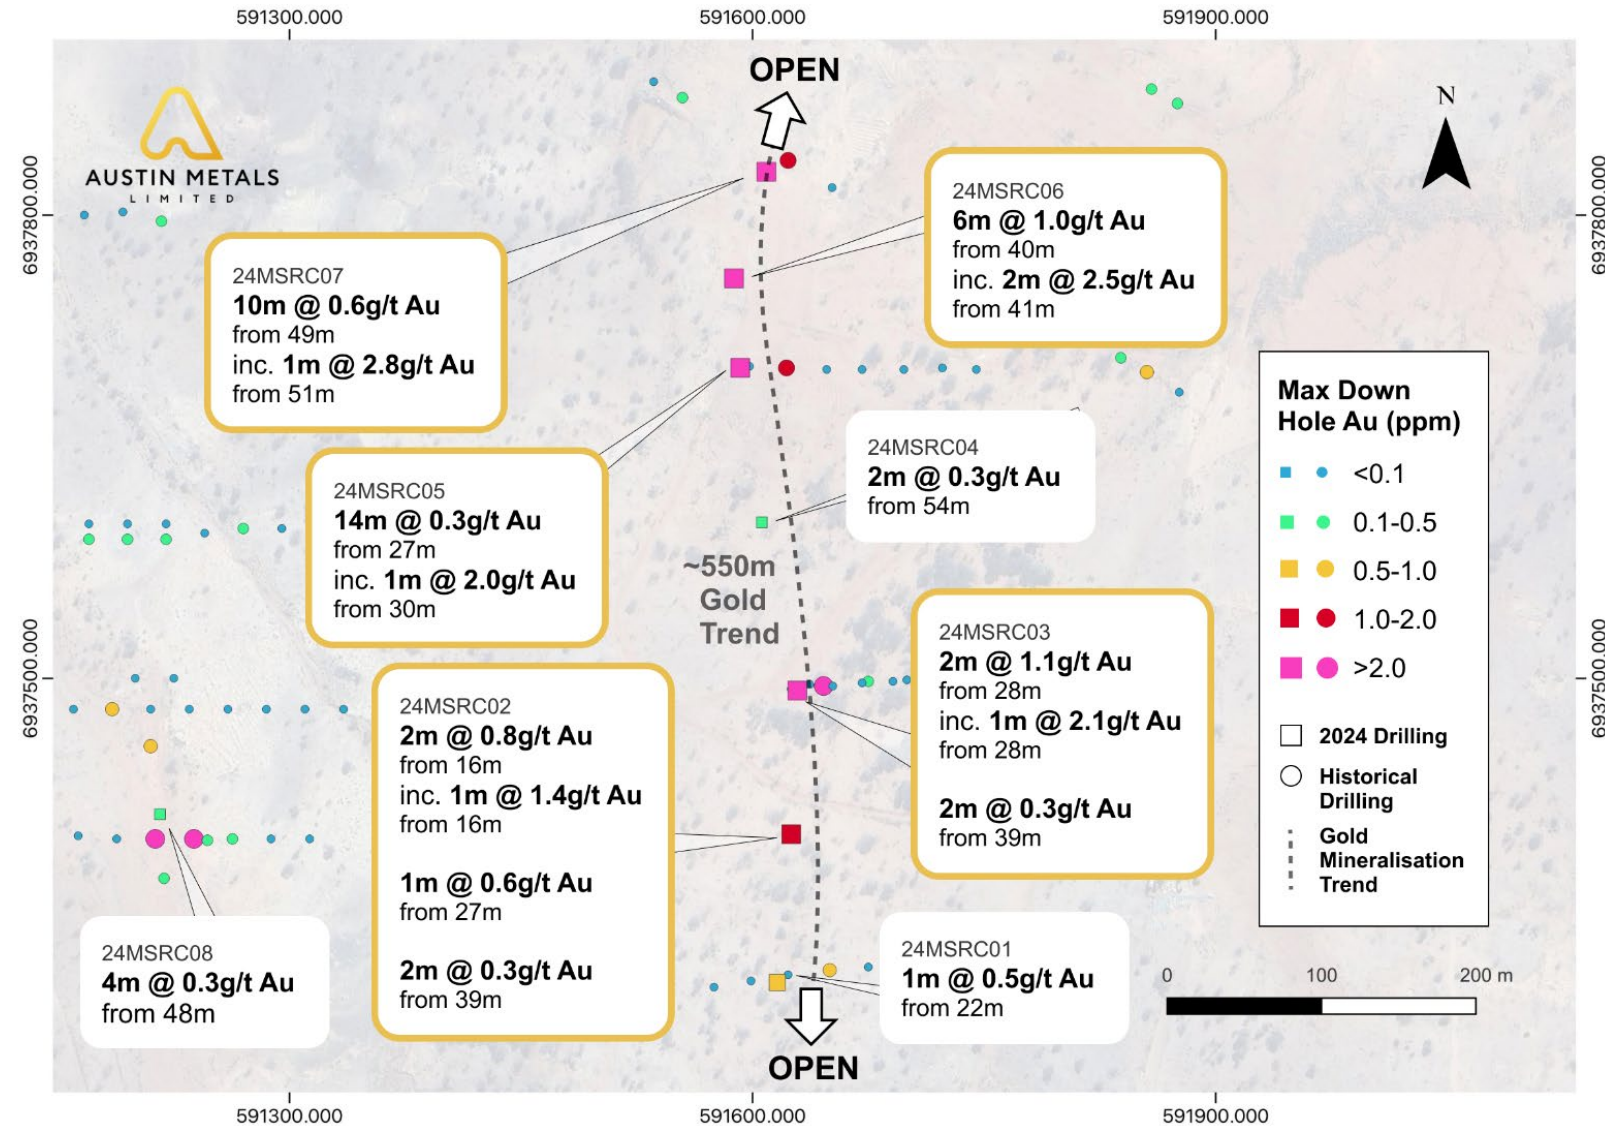 591300.000
591600.000
591900.000
OPEN
N
AUSTIN METALS
LIMITED
6937800.000
6937800.000
24MSRC06
6m @ 1.0g/t Au
from 40m
inc. 2m @ 2.5g/t Au
from 41m
24MSRC07
10m @ 0.6g/t Au
from 49m
inc. 1m @ 2.8g/t Au
from 51m
24MSRC04
2m @ 0.3g/t Au
from 54m
24MSRC05
14m @ 0.3g/t Au
from 27m
inc. 1m @ 2.0g/t Au
from 30m
~550m
Gold
Trend
Max Down
Hole Au (ppm)
<0.1
0.1-0.5
0.5-1.0
1.0-2.0
>2.0
2024 Drilling
Historical
Drilling
Gold
Mineralisation
Trend
6937500.000
6937500.000
24MSRC03
2m @ 1.1g/t Au
from 28m
inc. 1m @ 2.1g/t Au
from 28m
2m @ 0.3g/t Au
from 39m
24MSRC02
2m @ 0.8g/t Au
from 16m
inc. 1m @ 1.4g/t Au
from 16m
1m @ 0.6g/t Au
from 27m
2m @ 0.3g/t Au
from 39m
24MSRC08
4m @ 0.3g/t Au
from 48m
24MSRC01
1m @ 0.5g/t Au
from 22m
0 100 200 m
OPEN
591300.000
591600.000
591900.000